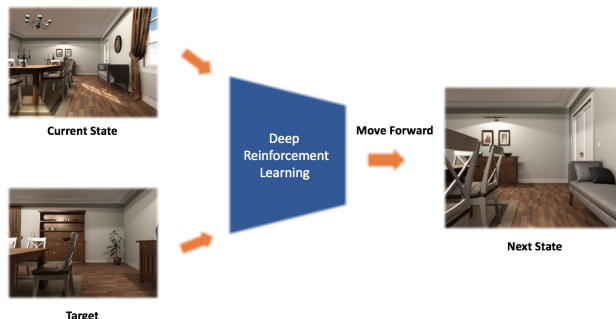 Current State
Target
Deep
Reinforcement
Learning
Move Forward
Next State